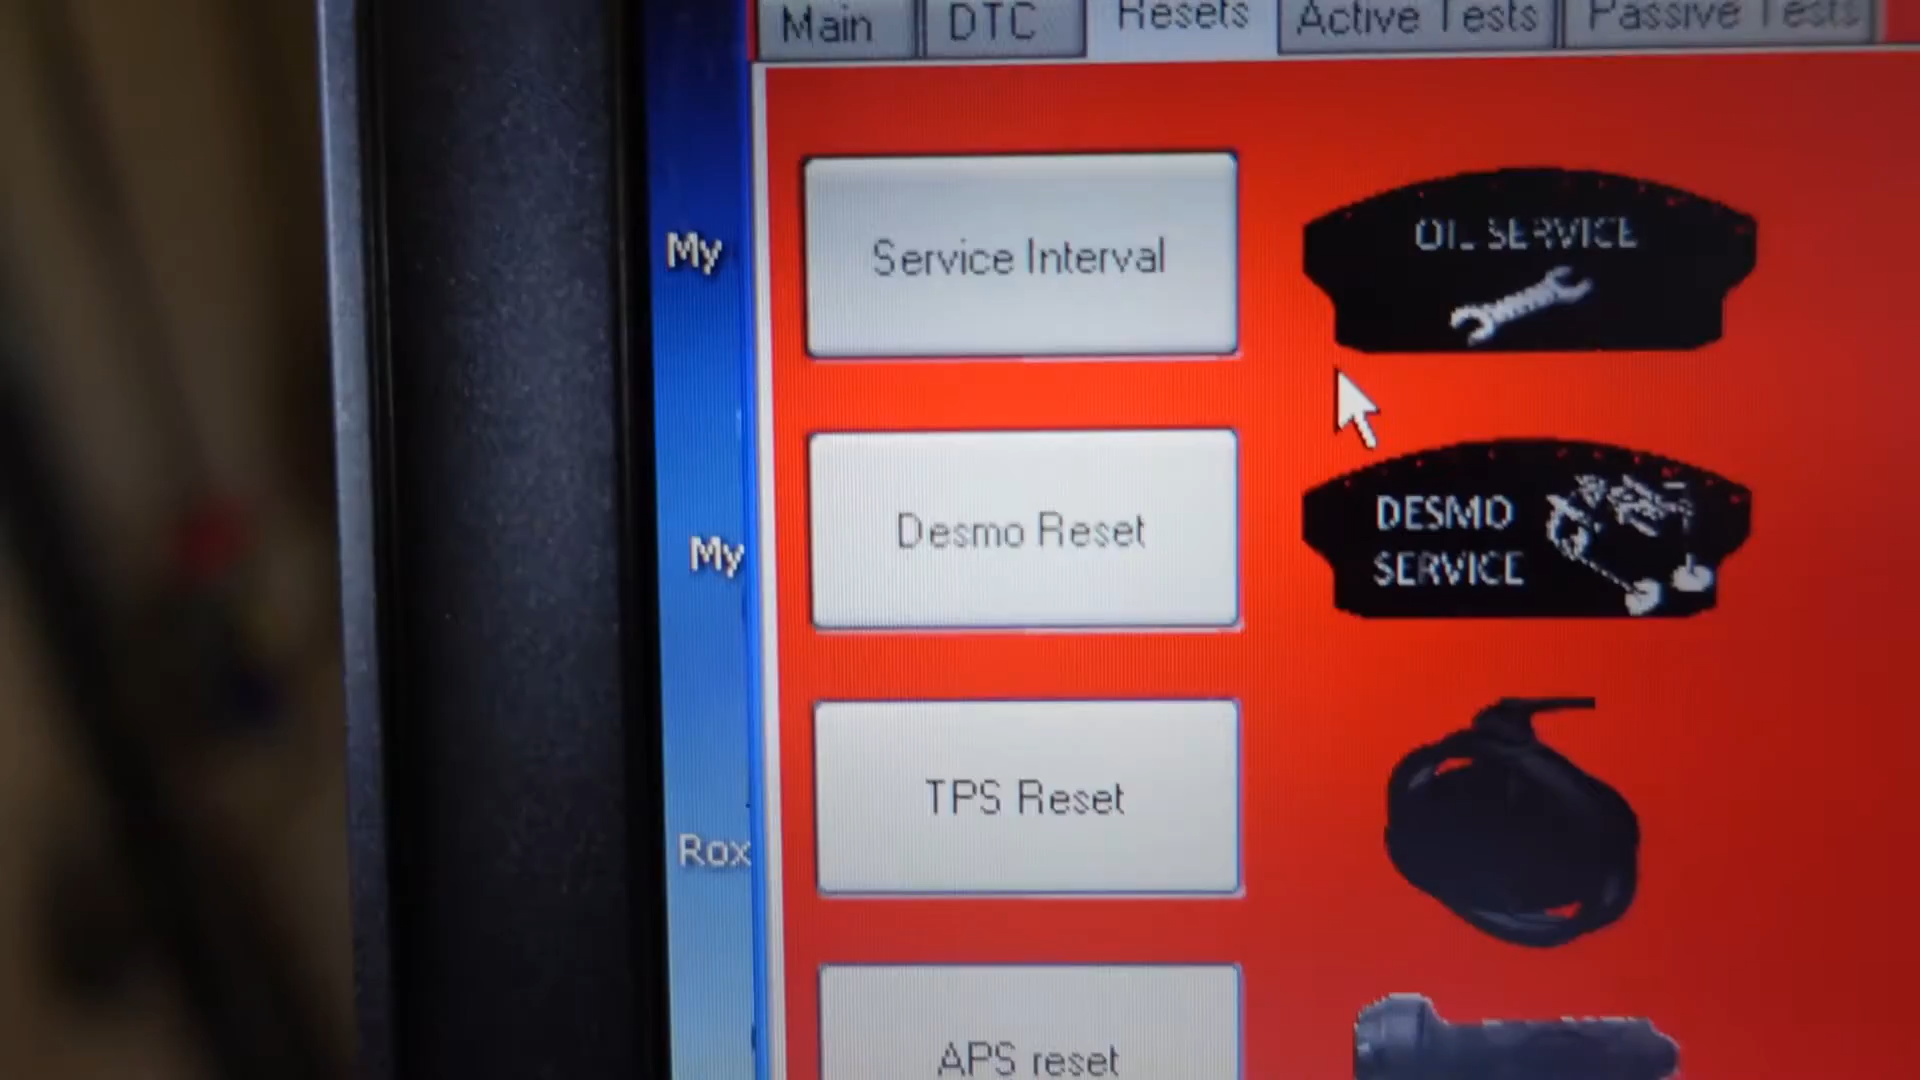 Main DTC Resets Active Tests Passive Tests
My
Service Interval
OIL SERVICE
My
Desmo Reset
DESMO
SERVICE
TPS Reset
Rox
APS reset